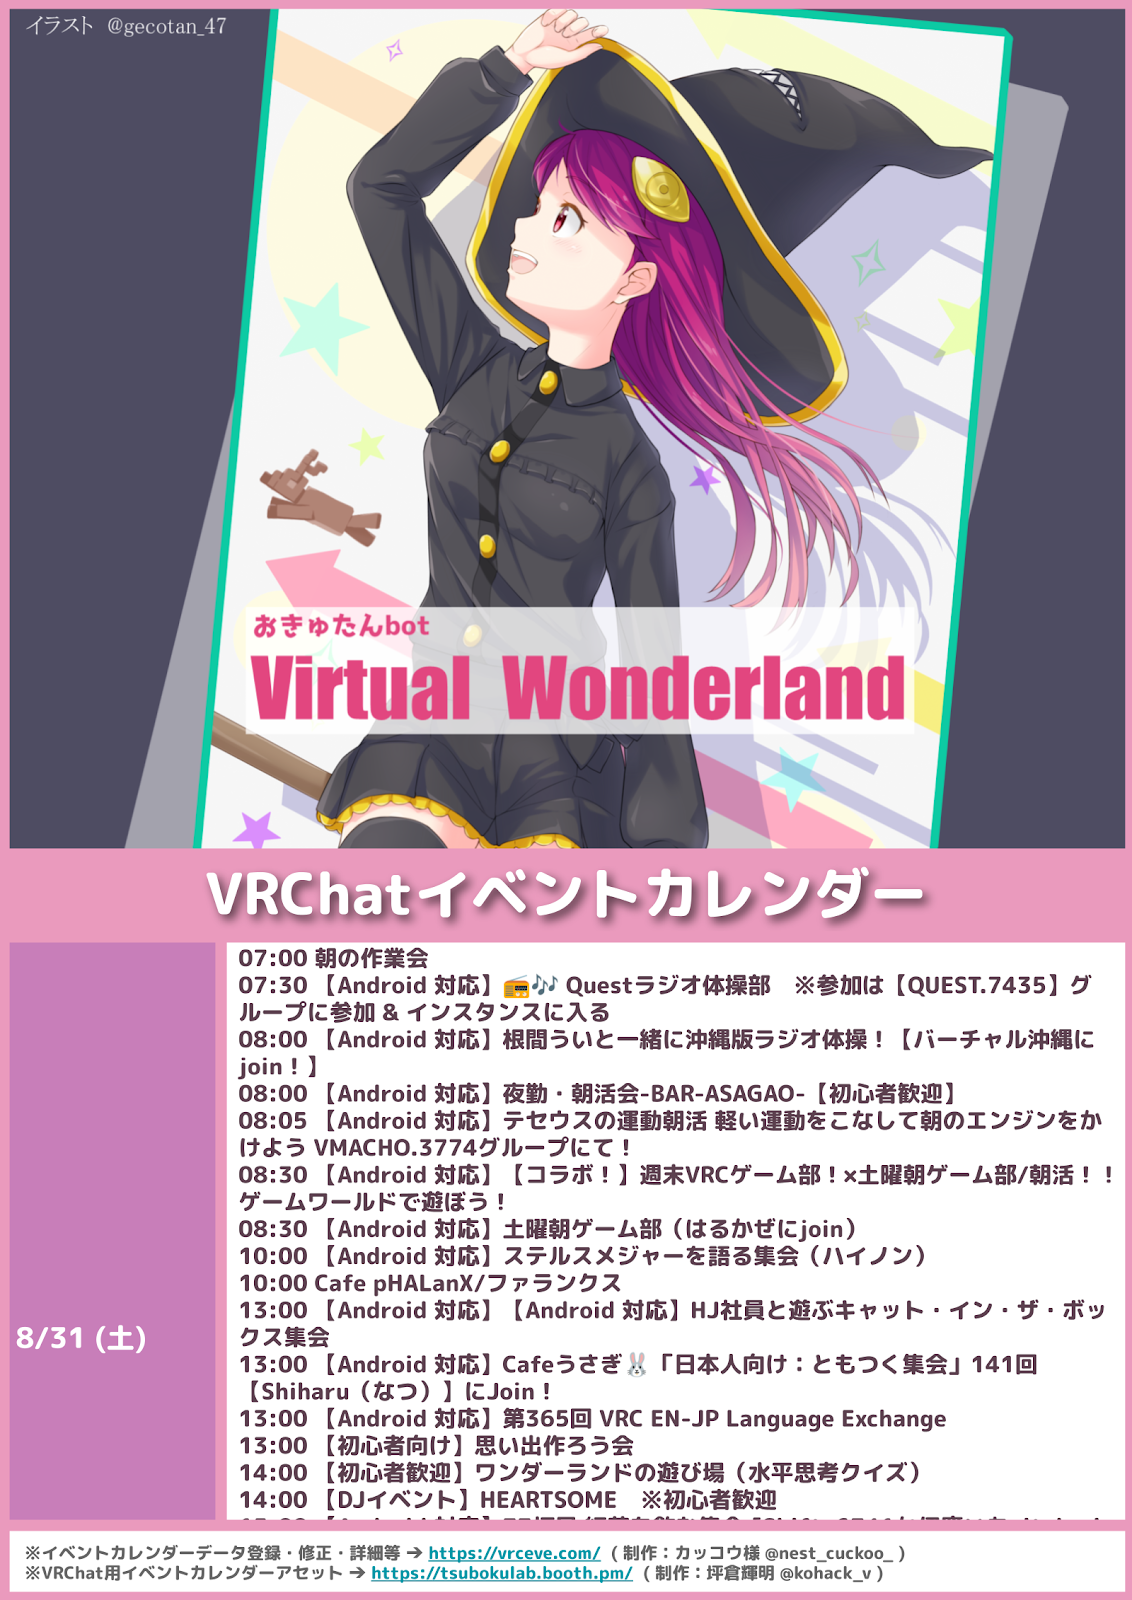 イラスト @gecotan_47
おきゅたんbot
Virtual Wonderland
VRChatイベントカレンダー
8/31 (土)
07:00 朝の作業会
07:30 【Android 対応】📻🎶 Questラジオ体操部　※参加は【QUEST.7435】グ
ループに参加 & インスタンスに入る
08:00 【Android 対応】根間ういと一緒に沖縄版ラジオ体操！【バーチャル沖縄に
join！】
08:00 【Android 対応】夜勤・朝活会-BAR-ASAGAO-【初心者歓迎】
08:05 【Android 対応】テセウスの運動朝活 軽い運動をこなして朝のエンジンをか
けよう VMACHO.3774グループにて！
08:30 【Android 対応】【コラボ！】週末VRCゲーム部！×土曜朝ゲーム部/朝活！！
ゲームワールドで遊ぼう！
08:30 【Android 対応】土曜朝ゲーム部（はるかぜにjoin）
10:00 【Android 対応】ステルスメジャーを語る集会（ハイノン）
10:00 Cafe pHALanX/ファランクス
13:00 【Android 対応】【Android 対応】HJ社員と遊ぶキャット・イン・ザ・ボッ
クス集会
13:00 【Android 対応】Cafeうさぎ🐰「日本人向け：ともつく集会」141回
【Shiharu（なつ）】にJoin！
13:00 【Android 対応】第365回 VRC EN-JP Language Exchange
13:00 【初心者向け】思い出作ろう会
14:00 【初心者歓迎】ワンダーランドの遊び場（水平思考クイズ）
14:00 【DJイベント】HEARTSOME　※初心者歓迎
※イベントカレンダーデータ登録・修正・詳細等 ➔ https://vrceve.com/ ( 制作：カッコウ様 @nest_cuckoo_ )
※VRChat用イベントカレンダーアセット ➔ https://tsubokulab.booth.pm/ ( 制作：坪倉輝明 @kohack_v )